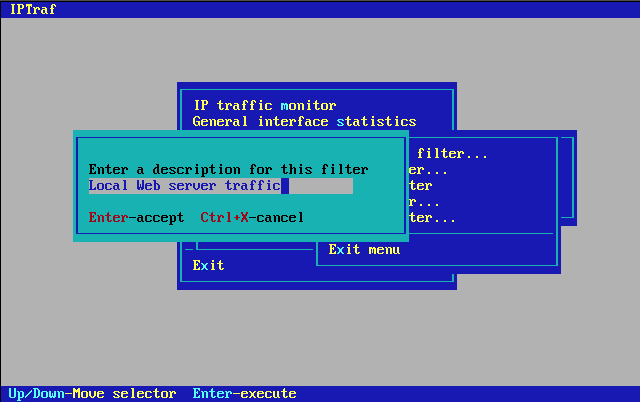 IPTraf
IP traffic monitor
General interface statistics
Enter a description for this filter
Local Web server traffic
Enter-accept  Ctrl+X-cancel
filter...
r...
ter
r...
ter...
Exit menu
Exit
Up/Down-Move selector  Enter-execute